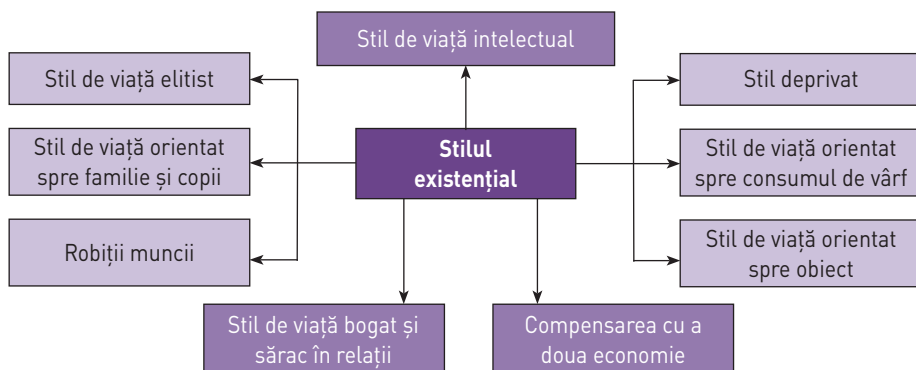 Stil de viață intelectual
Stil de viață elitist
Stil deprivat
Stil de viață orientat
spre familie și copii
Stilul
existențial
Stil de viață orientat
spre consumul de vârf
Robiții muncii
Stil de viață orientat
spre obiect
Stil de viață bogat și
sărac în relații
Compensarea cu a
doua economie